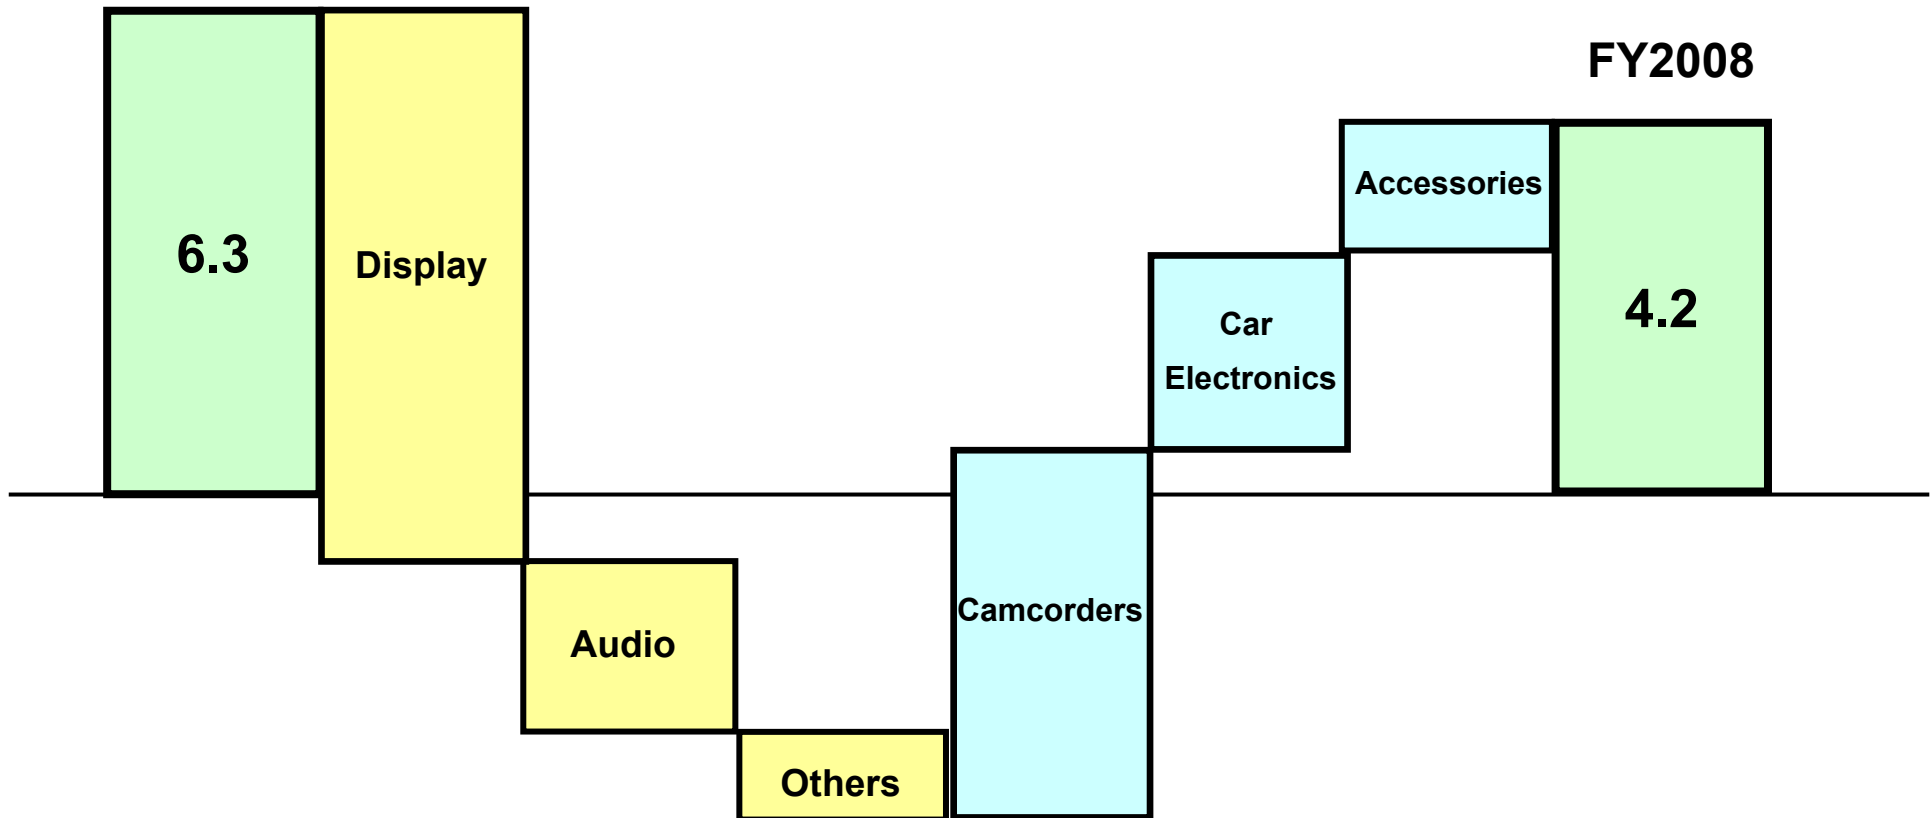 FY2008
6.3
Display
Audio
Others
Camcorders
Car
Electronics
Accessories
4.2